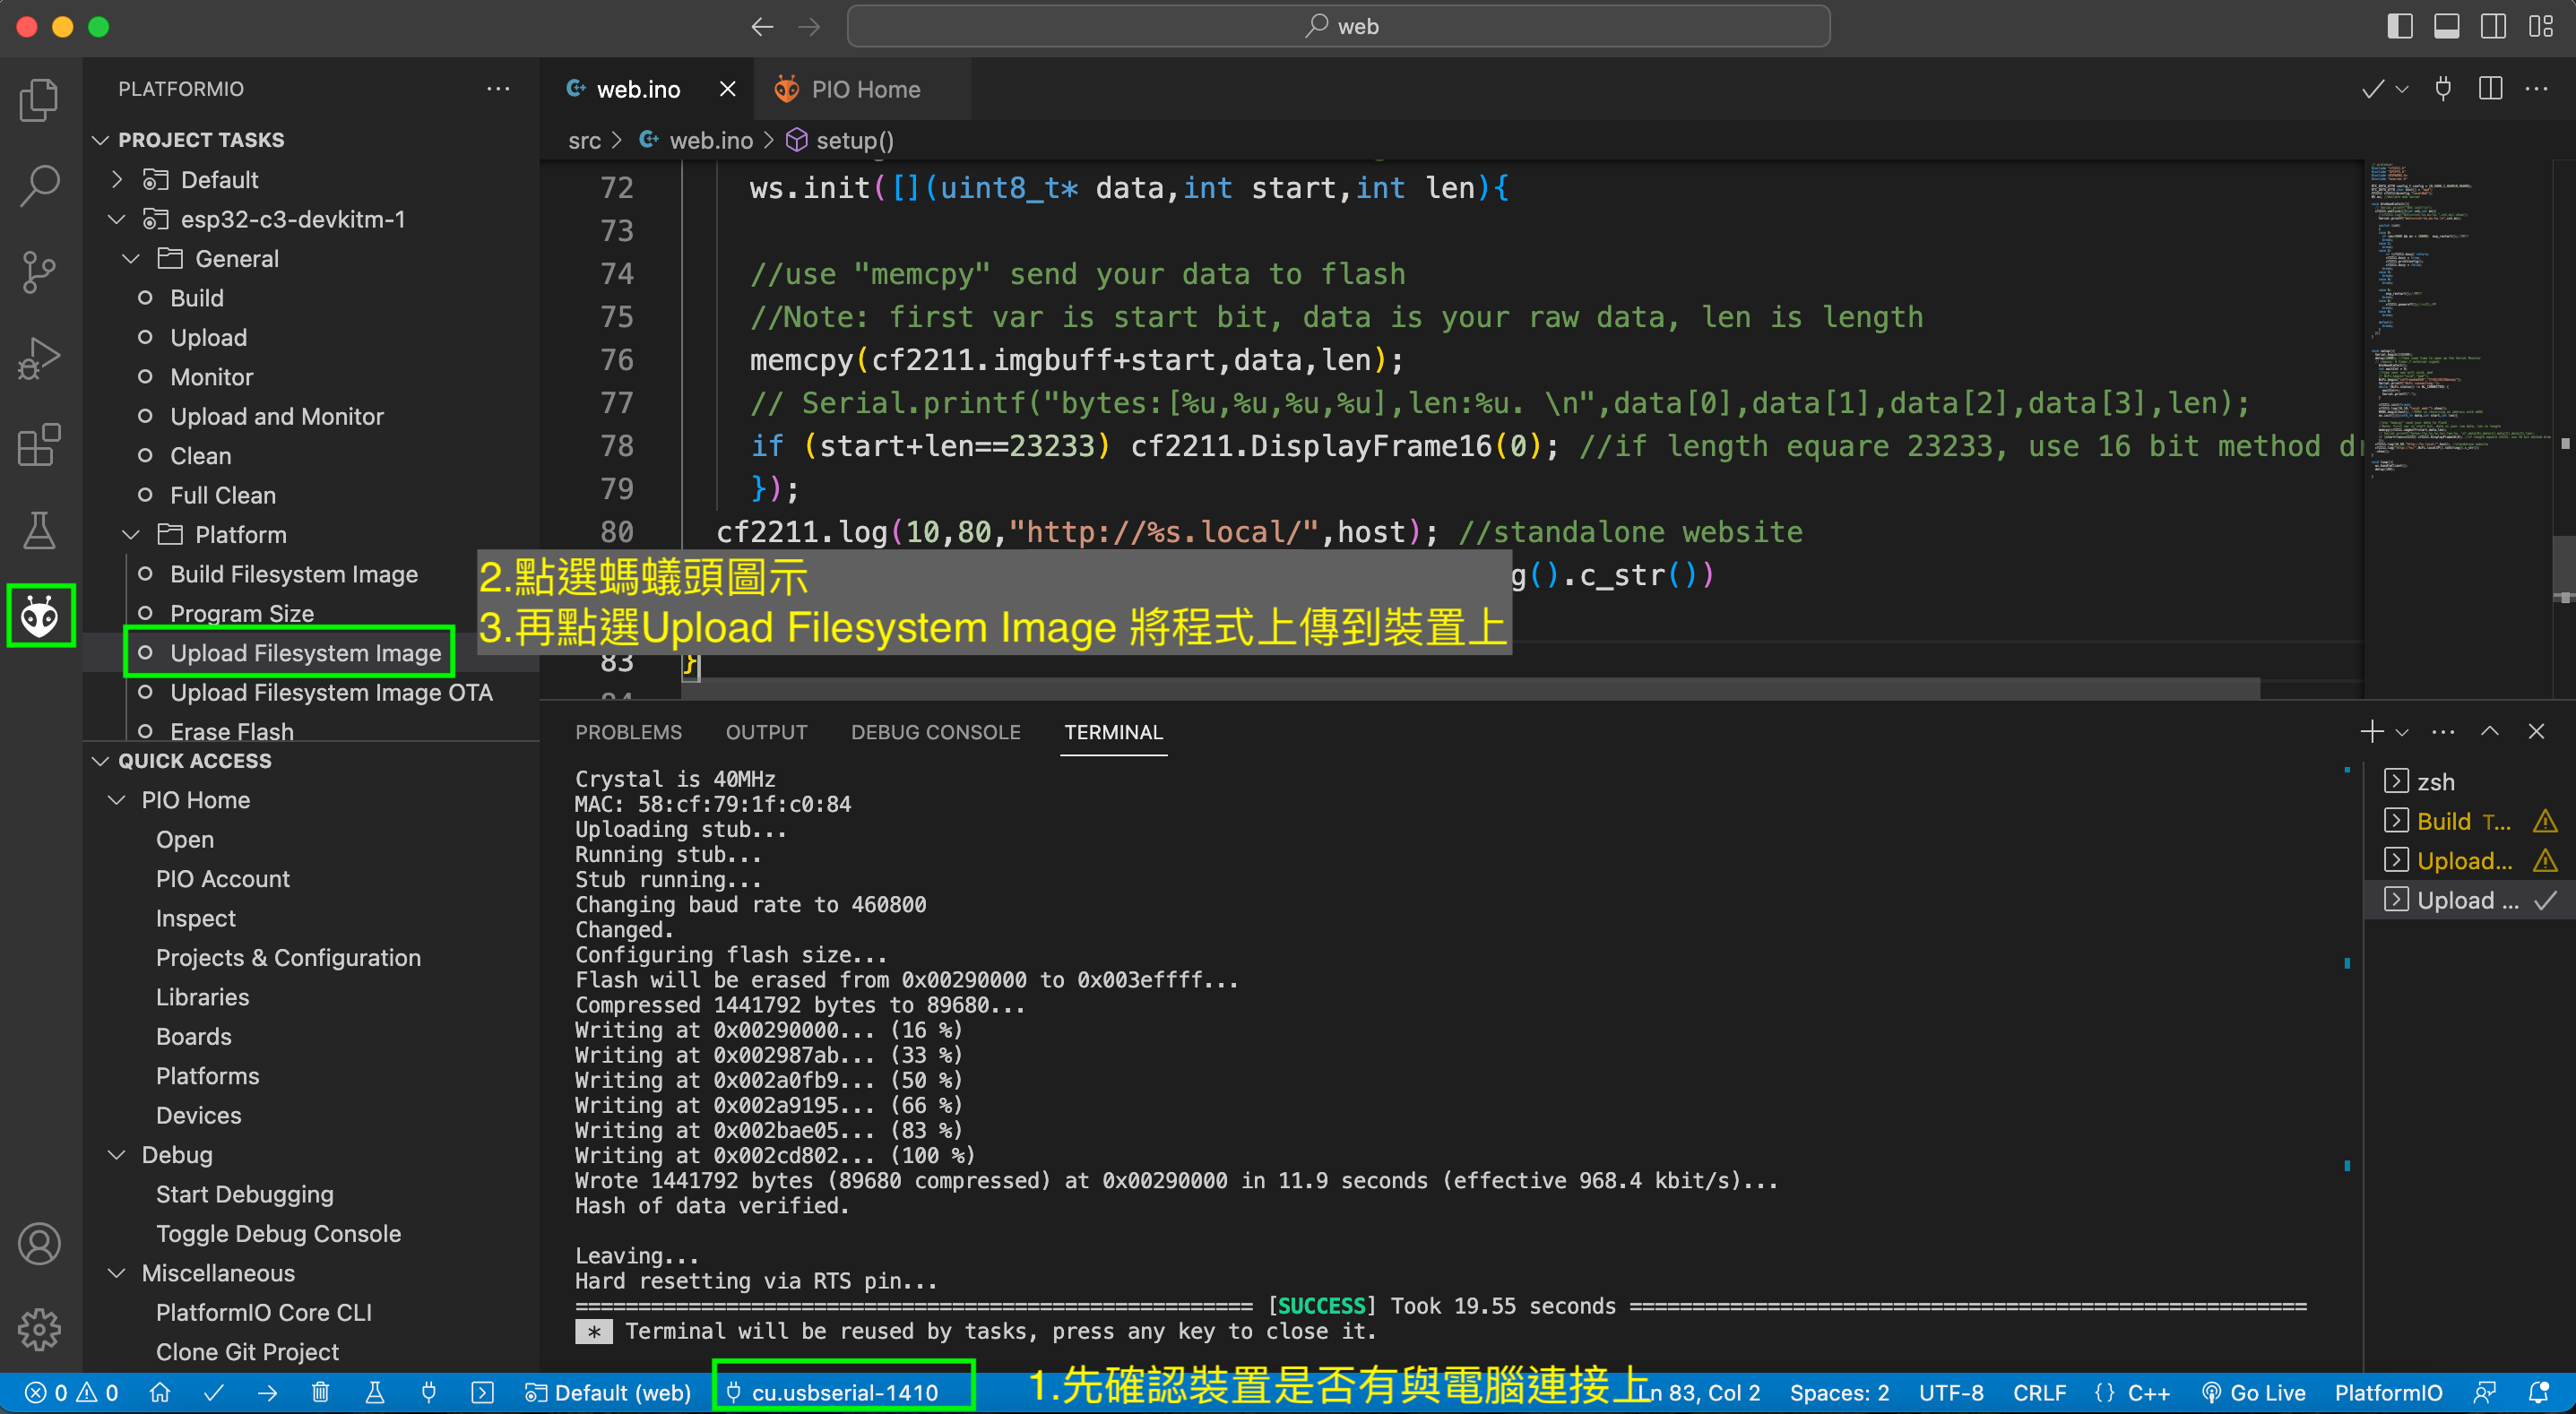 web
PLATFORMIO
PROJECT TASKS
Default
esp32-c3-devkitm-1
General
Build
Upload
Monitor
Upload and Monitor
Clean
Full Clean
Platform
Build Filesystem Image
Program Size
Upload Filesystem Image
Upload Filesystem Image OTA
Erase Flash
QUICK ACCESS
PIO Home
Open
PIO Account
Inspect
Projects & Configuration
Libraries
Boards
Platforms
Devices
Debug
Start Debugging
Toggle Debug Console
Miscellaneous
PlatformIO Core CLI
Clone Git Project
web.ino
PIO Home
src > web.ino > setup()
72 ws.init([](uint8_t* data,int start,int len){
73
74 //use "memcpy" send your data to flash
75 //Note: first var is start bit, data is your raw data, len is length
76 memcpy(cf2211.imgbuff+start,data,len);
77 // Serial.printf("bytes:[%u,%u,%u,%u],len:%u. \n",data[0],data[1],data[2],data[3],len);
78 if (start+len==23233) cf2211.DisplayFrame16(0); //if length equare 23233, use 16 bit method dr
79 });
80 cf2211.log(10,80,"http://%s.local/",host); //standalone website
g().c_str())
2.點選螞蟻頭圖示
3.再點選Upload Filesystem Image 將程式上傳到裝置上
83 }
PROBLEMS OUTPUT DEBUG CONSOLE TERMINAL
Crystal is 40MHz
MAC: 58:cf:79:1f:c0:84
Uploading stub...
Running stub...
Stub running...
Changing baud rate to 460800
Changed.
Configuring flash size...
Flash will be erased from 0x00290000 to 0x003effff...
Compressed 1441792 bytes to 89680...
Writing at 0x00290000... (16 %)
Writing at 0x002987ab... (33 %)
Writing at 0x002a0fb9... (50 %)
Writing at 0x002a9195... (66 %)
Writing at 0x002bae05... (83 %)
Writing at 0x002cd802... (100 %)
Wrote 1441792 bytes (89680 compressed) at 0x00290000 in 11.9 seconds (effective 968.4 kbit/s)...
Hash of data verified.
Leaving...
Hard resetting via RTS pin...
[SUCCESS] Took 19.55 seconds
* Terminal will be reused by tasks, press any key to close it.
zsh
Build T...
Upload...
Upload ...
0 0 Default (web) cu.usbserial-1410
1.先確認裝置是否有與電腦連接上
Ln 83, Col 2 Spaces: 2 UTF-8 CRLF {} C++ Go Live PlatformIO